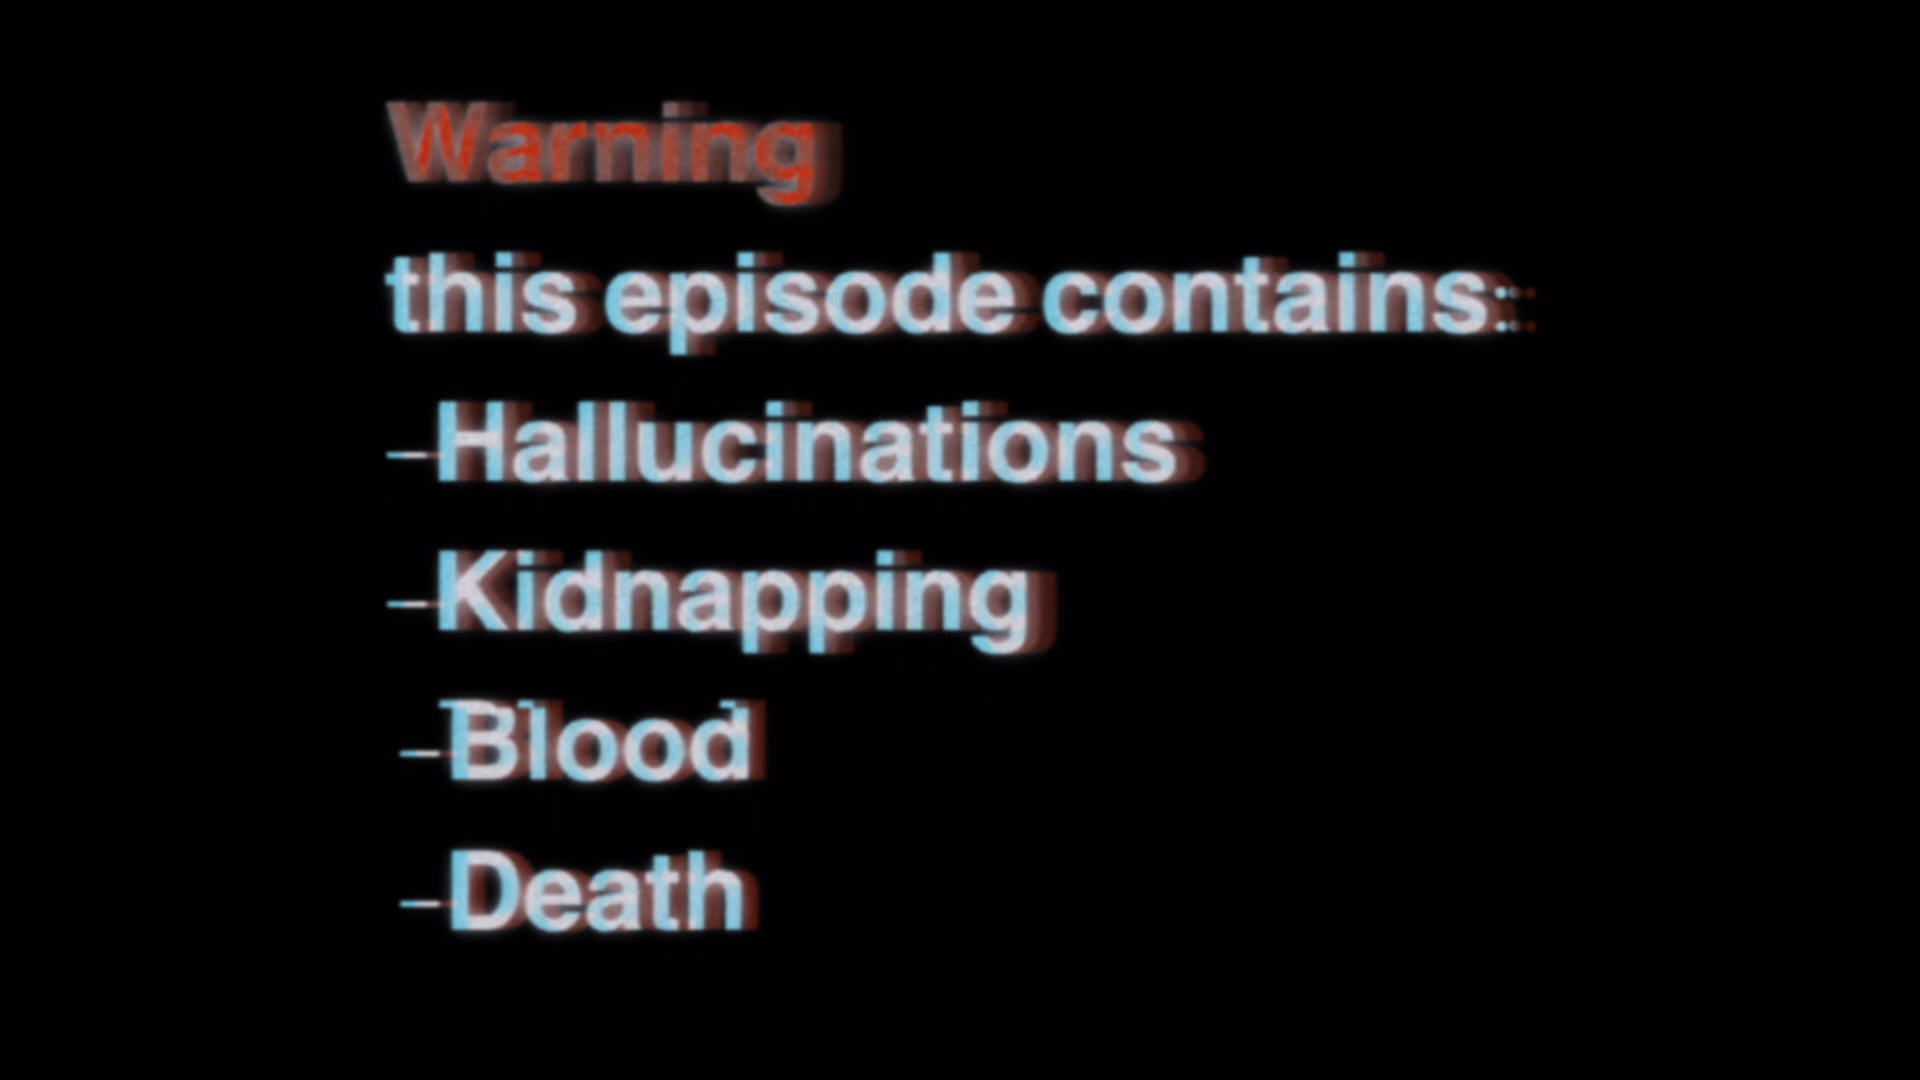 Warning
this episode contains:
-Hallucinations
-Kidnapping
-Blood
-Death